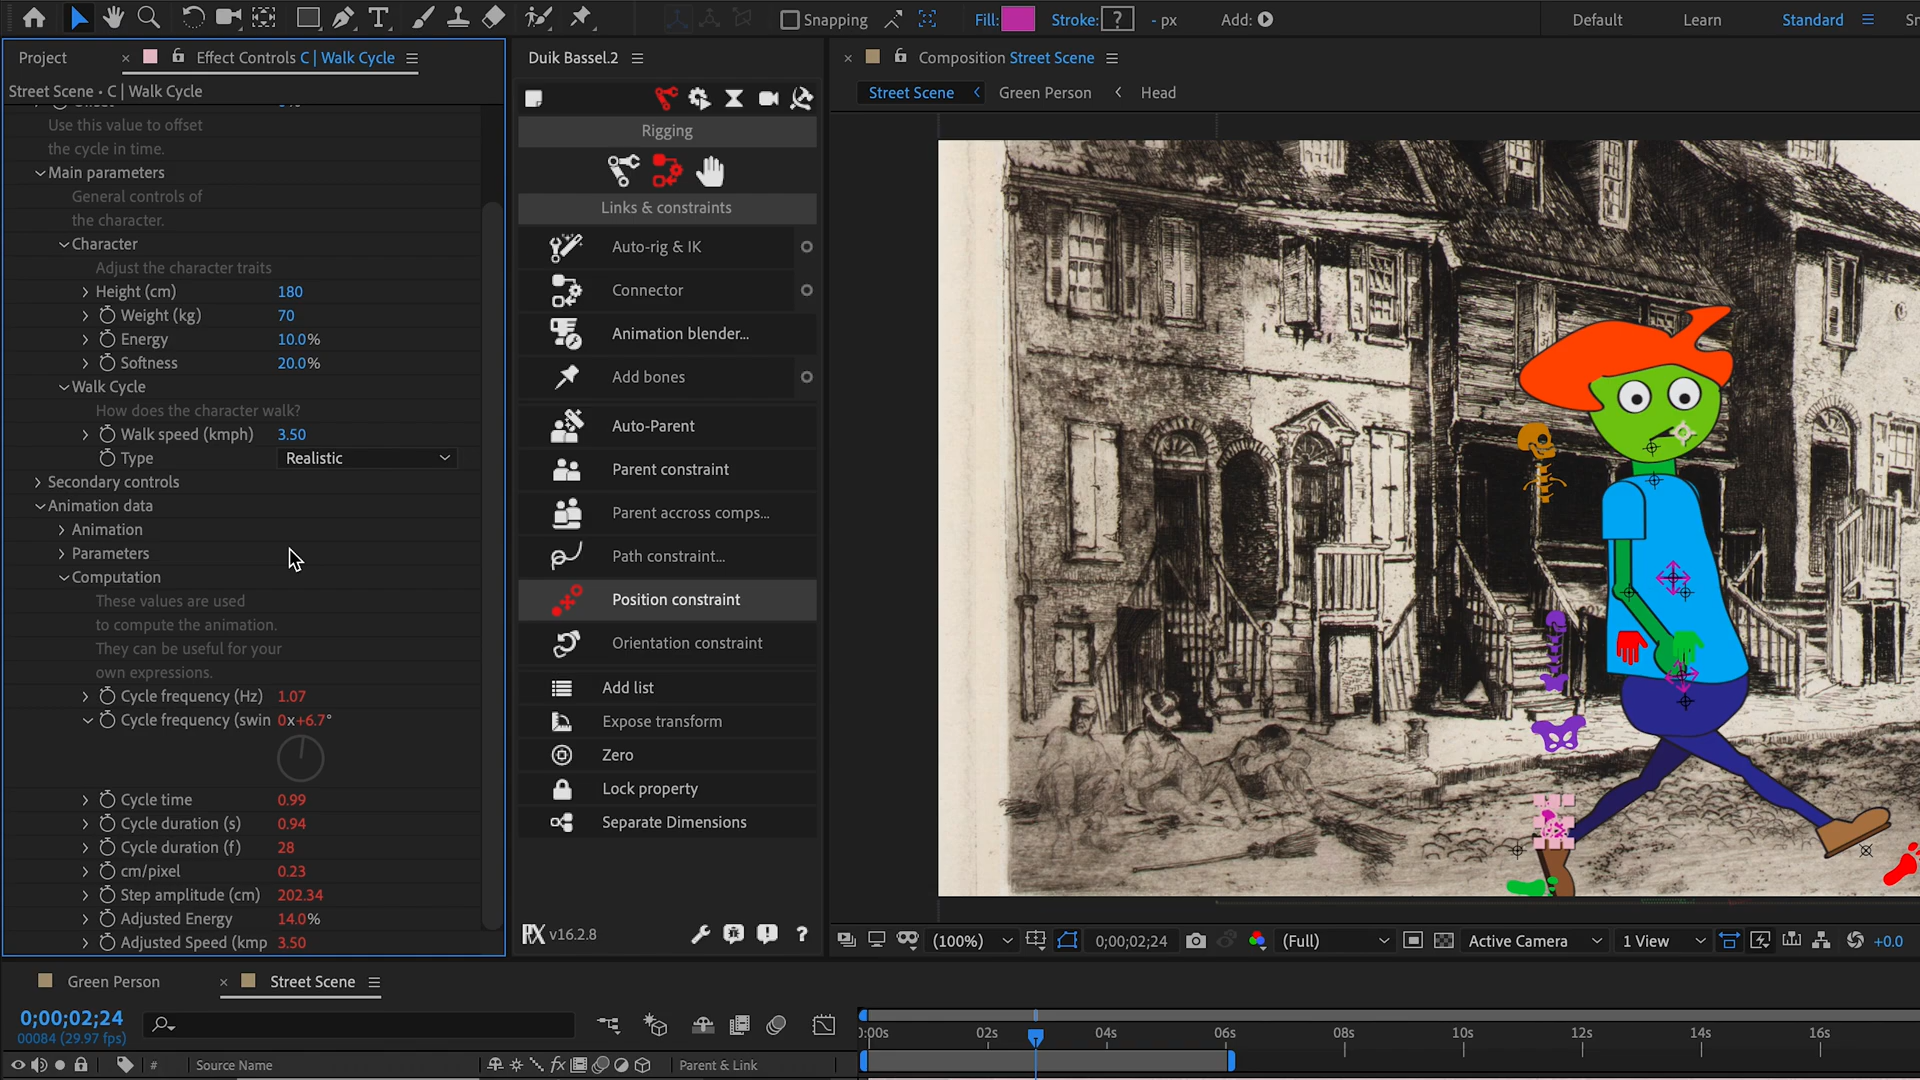 Snapping
Fill:
Stroke:
?
- px
Add:
Default
Learn
Standard
Sn
Project
Effect Controls C | Walk Cycle
Street Scene • C | Walk Cycle
Use this value to offset
the cycle in time.
Main parameters
General controls of
the character.
Character
Adjust the character traits
Height (cm)
180
Weight (kg)
70
Energy
10.0%
Softness
20.0%
Walk Cycle
How does the character walk?
Walk speed (kmph)
3.50
Type
Realistic
Secondary controls
Animation data
Animation
Parameters
Computation
These values are used
to compute the animation.
They can be useful for your
own expressions.
Cycle frequency (Hz)
1.07
Cycle frequency (swin
0x+6.7°
Cycle time
0.99
Cycle duration (s)
0.94
Cycle duration (f)
28
cm/pixel
0.23
Step amplitude (cm)
202.34
Adjusted Energy
14.0%
Adjusted Speed (kmp
3.50
Duik Bassel.2
Rigging
Links & constraints
Auto-rig & IK
Connector
Animation blender...
Add bones
Auto-Parent
Parent constraint
Parent accross comps...
Path constraint...
Position constraint
Orientation constraint
Add list
Expose transform
Zero
Lock property
Separate Dimensions
RX v16.2.8
?
Composition Street Scene
Street Scene
Green Person
Head
(100%)
0;00;02;24
(Full)
Active Camera
1 View
+0.0
Green Person
Street Scene
0;00;02;24
00084 (29.97 fps)
#
Source Name
fx
Parent & Link
0:00s
02s
04s
06s
08s
10s
12s
14s
16s